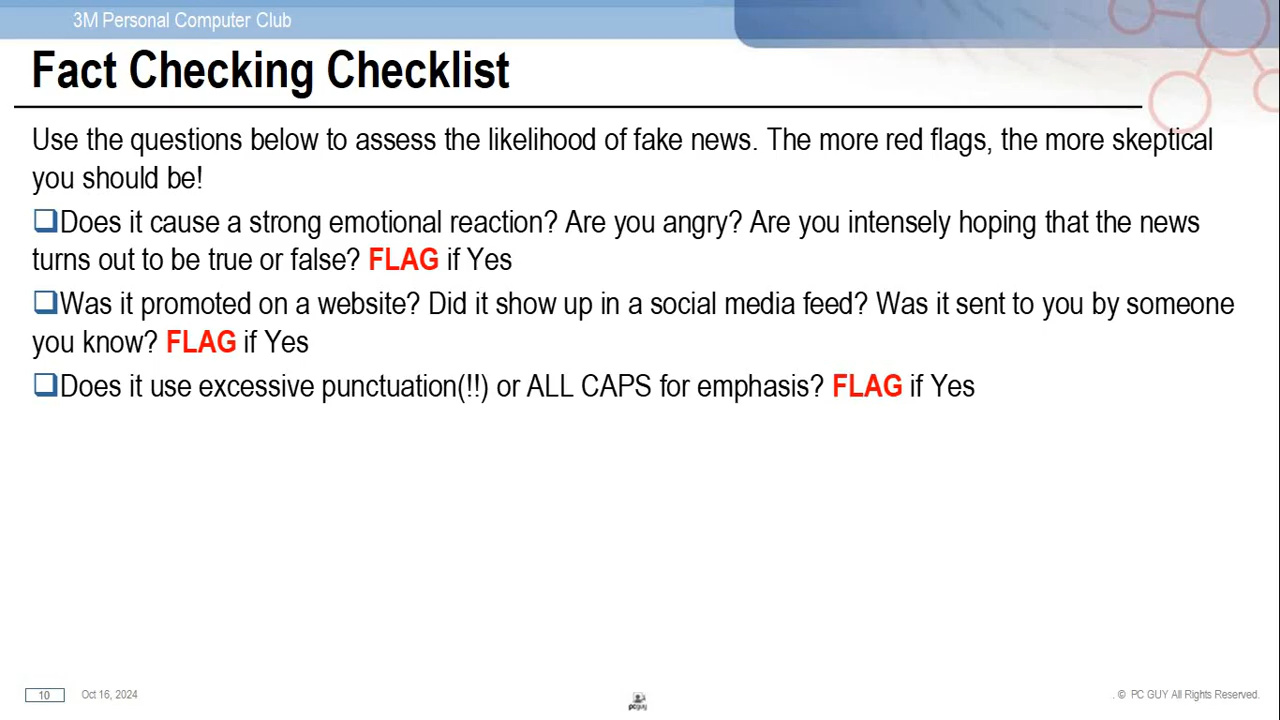 3M Personal Computer Club
Fact Checking Checklist
Use the questions below to assess the likelihood of fake news. The more red flags, the more skeptical
you should be!
Does it cause a strong emotional reaction? Are you angry? Are you intensely hoping that the news
turns out to be true or false? FLAG if Yes
Was it promoted on a website? Did it show up in a social media feed? Was it sent to you by someone
you know? FLAG if Yes
Does it use excessive punctuation(!!) or ALL CAPS for emphasis? FLAG if Yes
10
Oct 16, 2024
. © PC GUY All Rights Reserved.